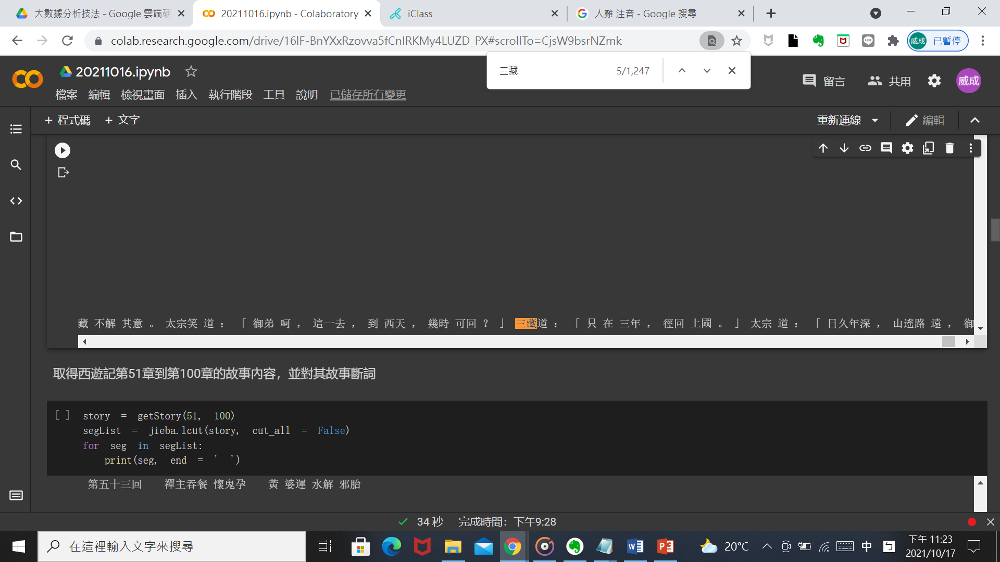 大數據分析技法 - Google 雲端硬
20211016.ipynb - Colaboratory
iClass
人難 注音 - Google 搜尋
colab.research.google.com/drive/16lF-BnYXxRzovva5fCnIRKMy4LUZD_PX#scrollTo=CjsW9bsrNZmk
威成 已暫停
三藏 5/1,247
20211016.ipynb
檔案 編輯 檢視畫面 插入 執行階段 工具 說明 已儲存所有變更
留言 共用 威成
+ 程式碼 + 文字
重新連線 編輯
藏 不解 其意 。 太宗笑 道 ： 「 御弟 呵 ， 這一去 ， 到 西天 ， 幾時 可回 ？ 」 三藏道 ： 「 只 在 三年 ， 徑回 上國 。 」 太宗 道 ： 「 日久年深 ， 山遙路 遠 ， 御
取得西遊記第51章到第100章的故事內容，並對其故事斷詞
[ ] story = getStory(51, 100)
segList = jieba.lcut(story, cut_all = False)
for seg in segList:
print(seg, end = ' ')
第五十三回 禪主吞餐 懷鬼孕 黃 婆運 水解 邪胎
34 秒 完成時間：下午9:28
在這裡輸入文字來搜尋
20°C
中
ㄅ
下午 11:23
2021/10/17